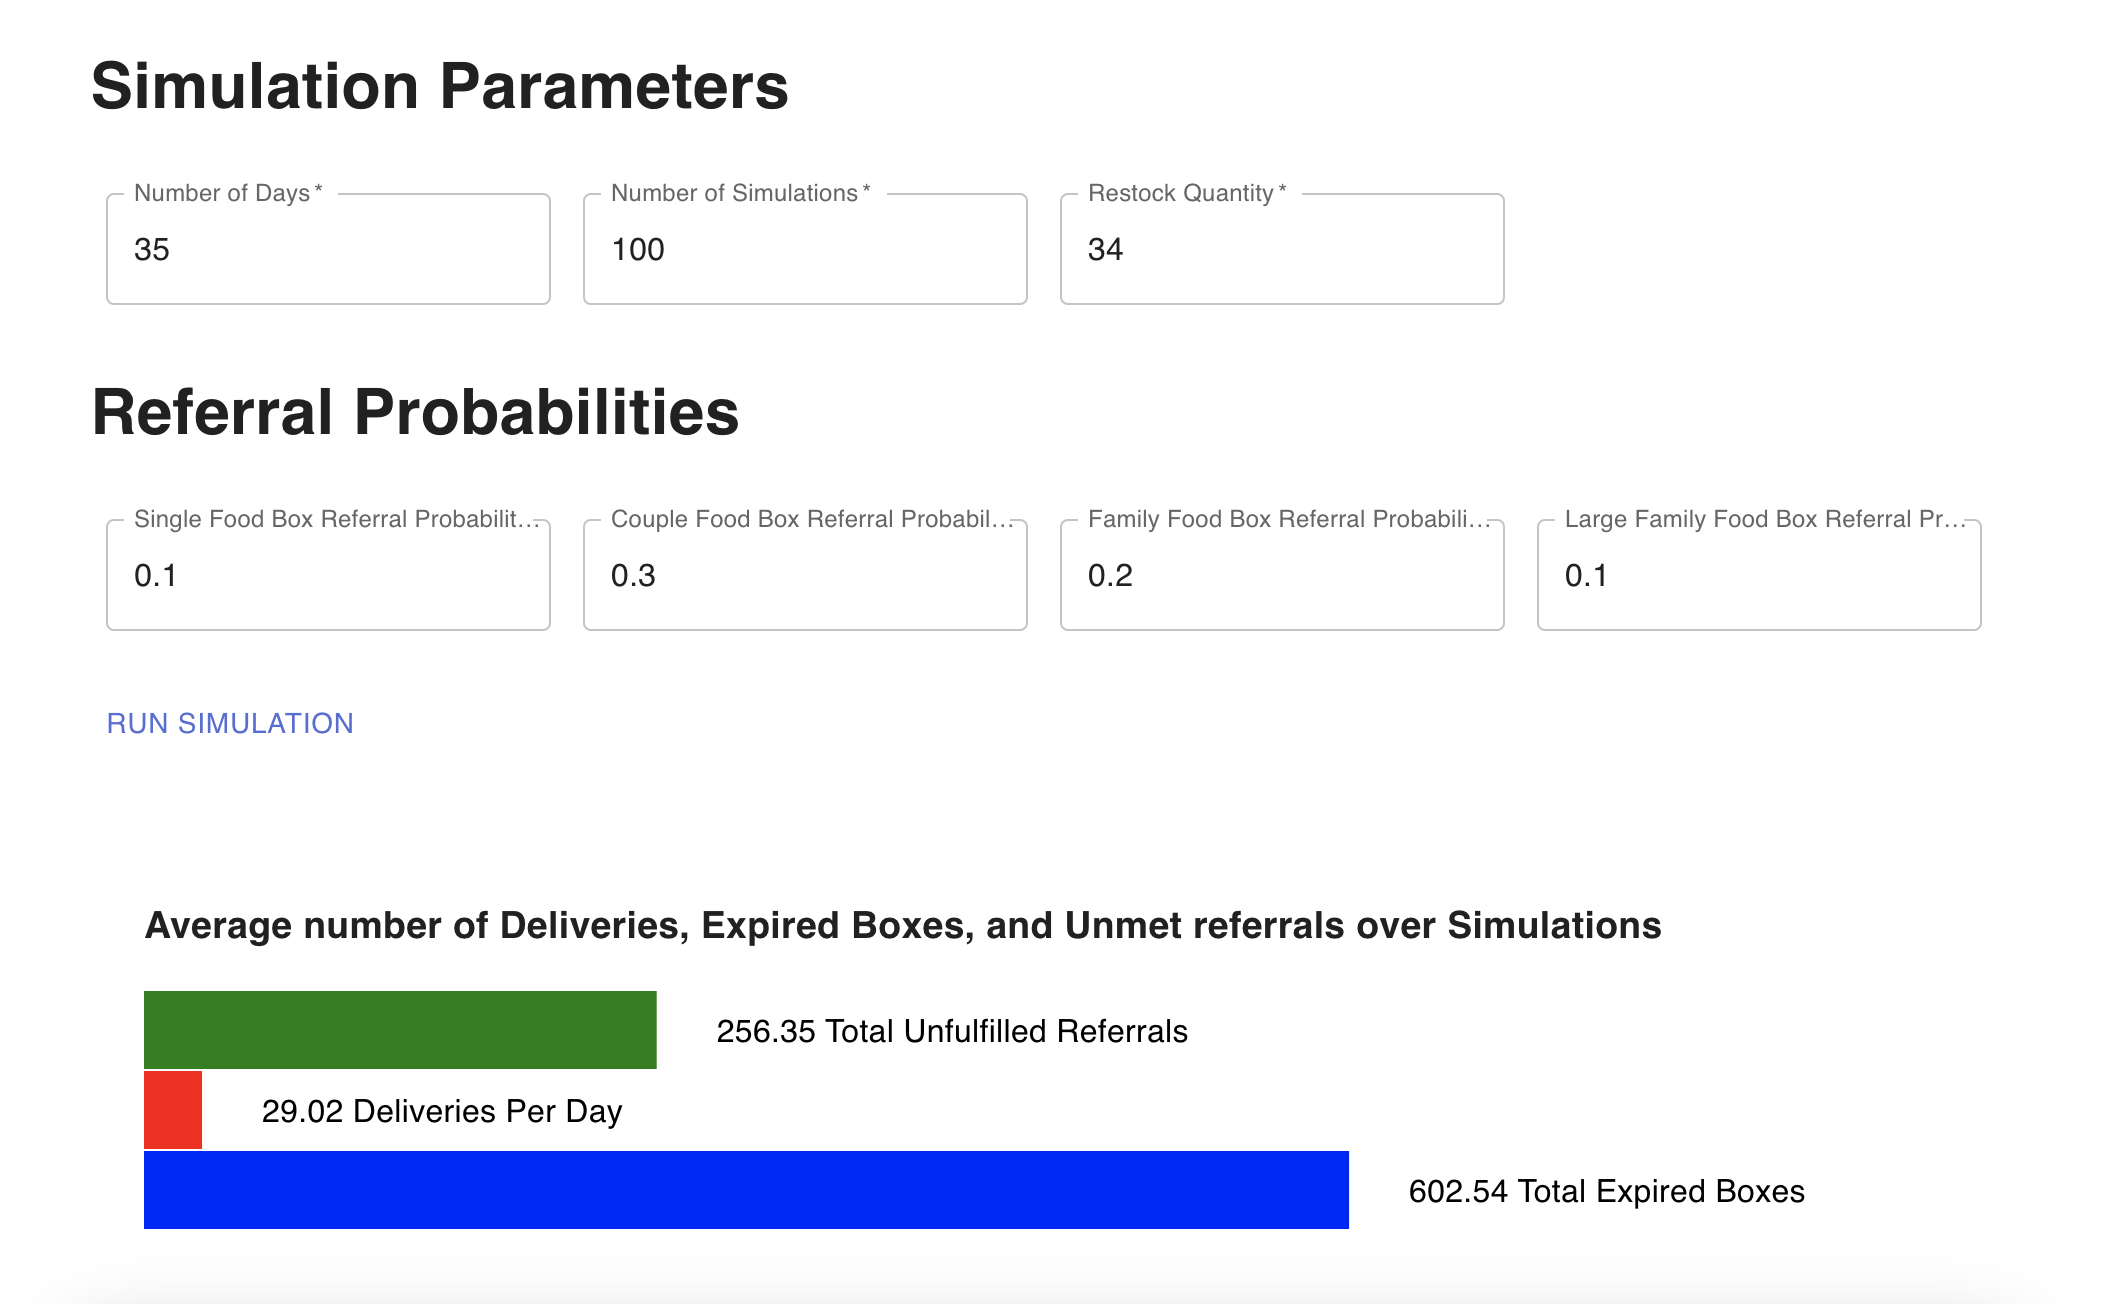 Simulation Parameters
Number of Days *
35
Number of Simulations *
100
Restock Quantity *
34
Referral Probabilities
Single Food Box Referral Probabilit…
0.1
Couple Food Box Referral Probabil…
0.3
Family Food Box Referral Probabili…
0.2
Large Family Food Box Referral Pr…
0.1
RUN SIMULATION
Average number of Deliveries, Expired Boxes, and Unmet referrals over Simulations
256.35 Total Unfulfilled Referrals
29.02 Deliveries Per Day
602.54 Total Expired Boxes